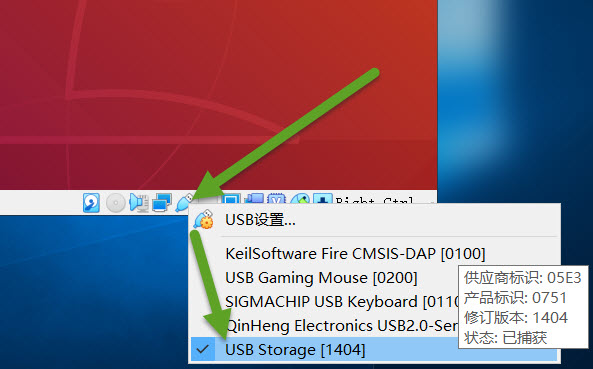 Right Ctrl
USB设置...
KeilSoftware Fire CMSIS-DAP [0100]
USB Gaming Mouse [0200]
SIGMACHIP USB Keyboard [0110
QinHeng Electronics USB2.0-Ser
USB Storage [1404]
供应商标识: 05E3
产品标识: 0751
修订版本: 1404
状态: 已捕获